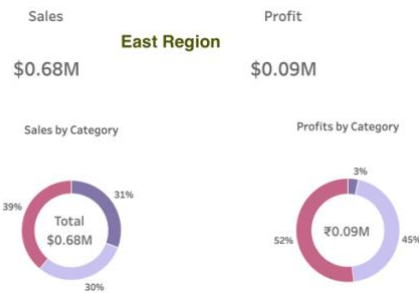 Sales
Profit
East Region
$0.68M
$0.09M
Sales by Category
Profits by Category
31%
39%
Total
$0.68M
30%
3%
52%
₹0.09M
45%